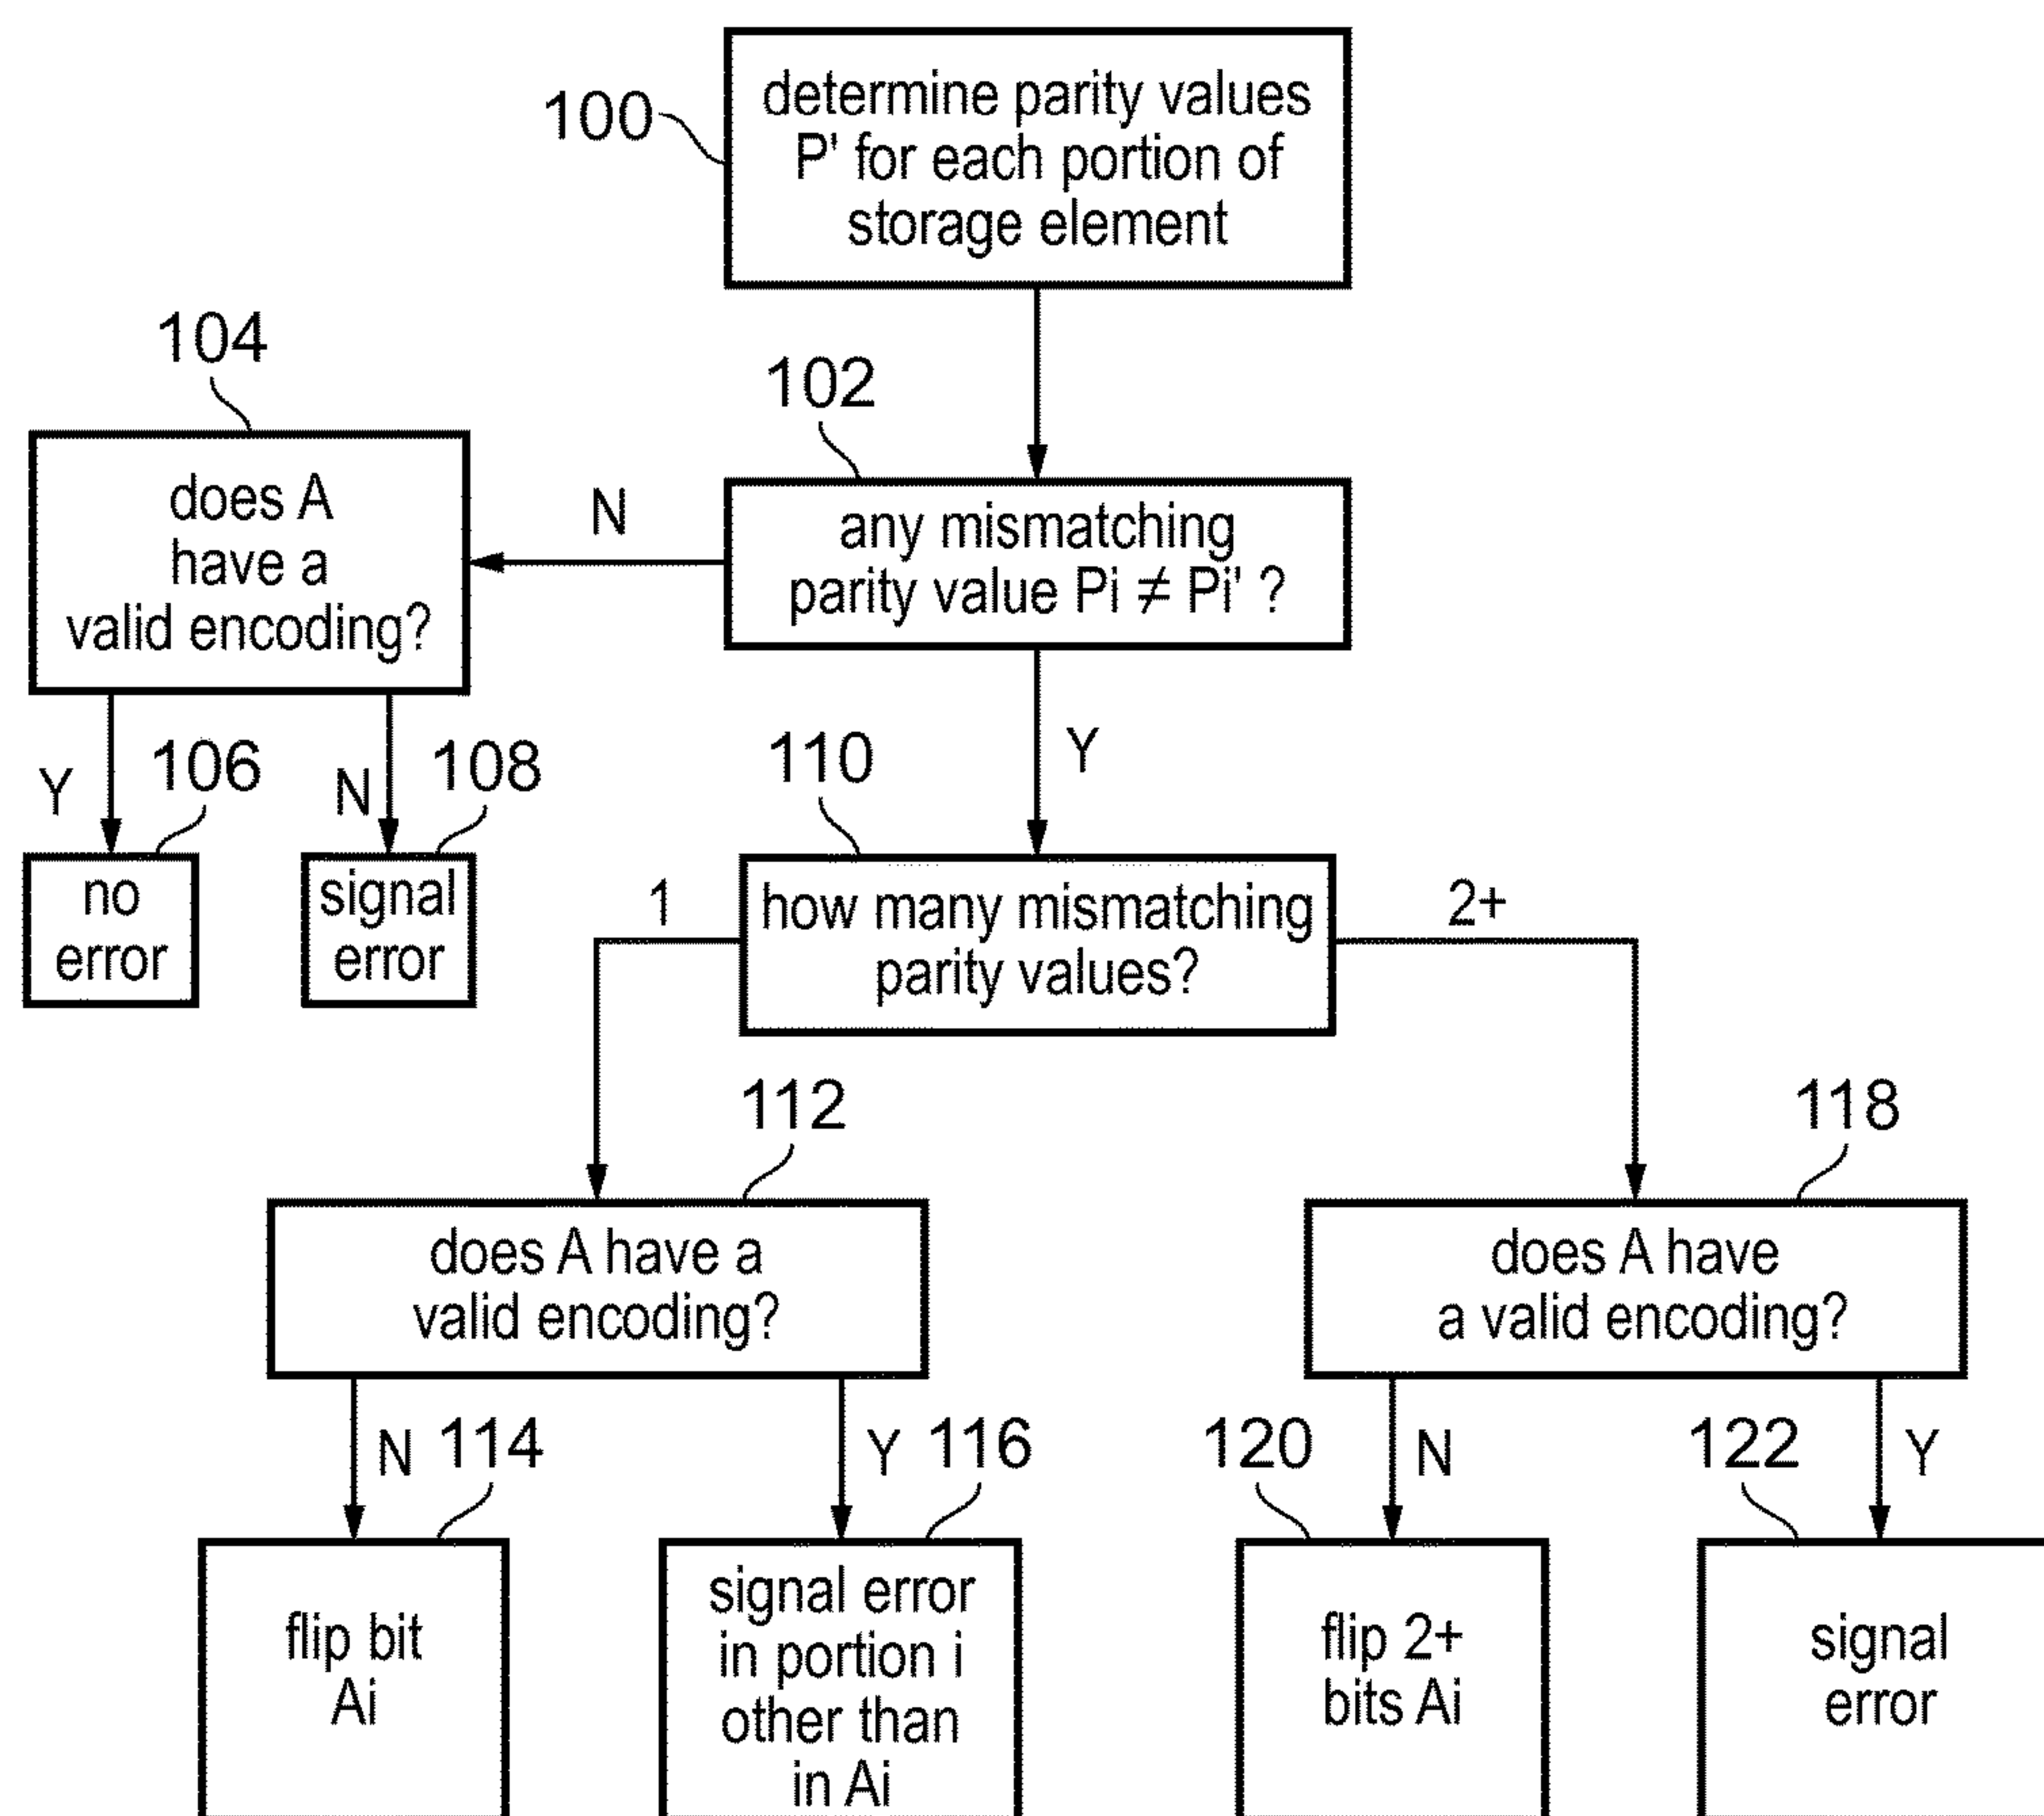 100
determine parity values
P' for each portion of
storage element
104
102
does A
have a
valid encoding?
N
any mismatching
parity value Pi ≠ Pi' ?
Y
106
N
108
110
Y
no
error
signal
error
1
how many mismatching
parity values?
2+
112
118
does A have a
valid encoding?
does A have
a valid encoding?
N
114
Y
116
120
N
122
Y
flip bit
Ai
signal error
in portion i
other than
in Ai
flip 2+
bits Ai
signal
error